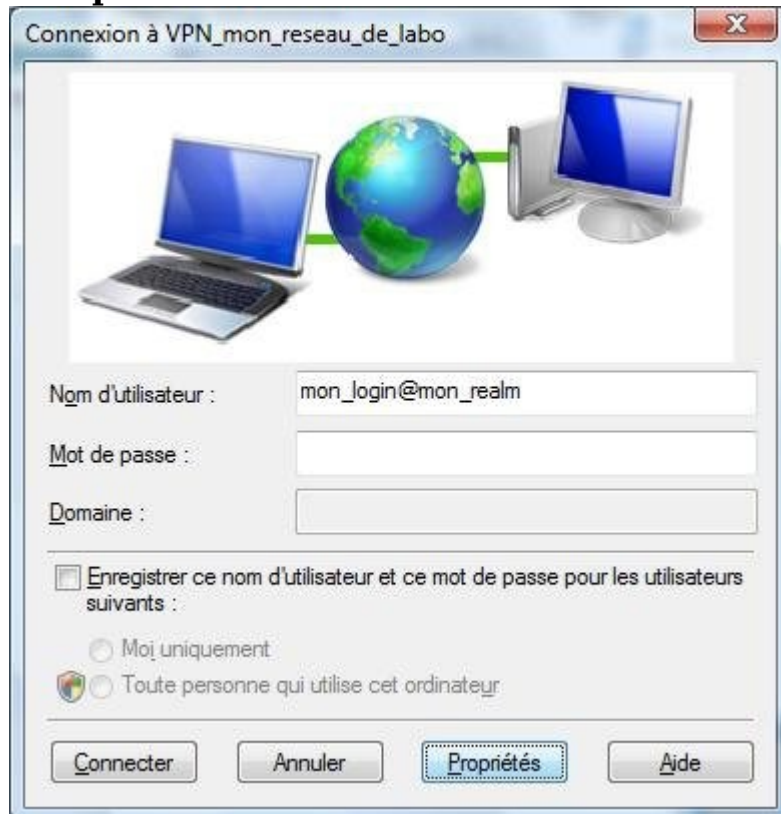 Connexion à VPN_mon_reseau_de_labo
Nom d'utilisateur : mon_login@mon_realm
Mot de passe :
Domaine :
Enregistrer ce nom d'utilisateur et ce mot de passe pour les utilisateurs
suivants :
Moi uniquement
Toute personne qui utilise cet ordinateur
Connecter Annuler Propriétés Aide